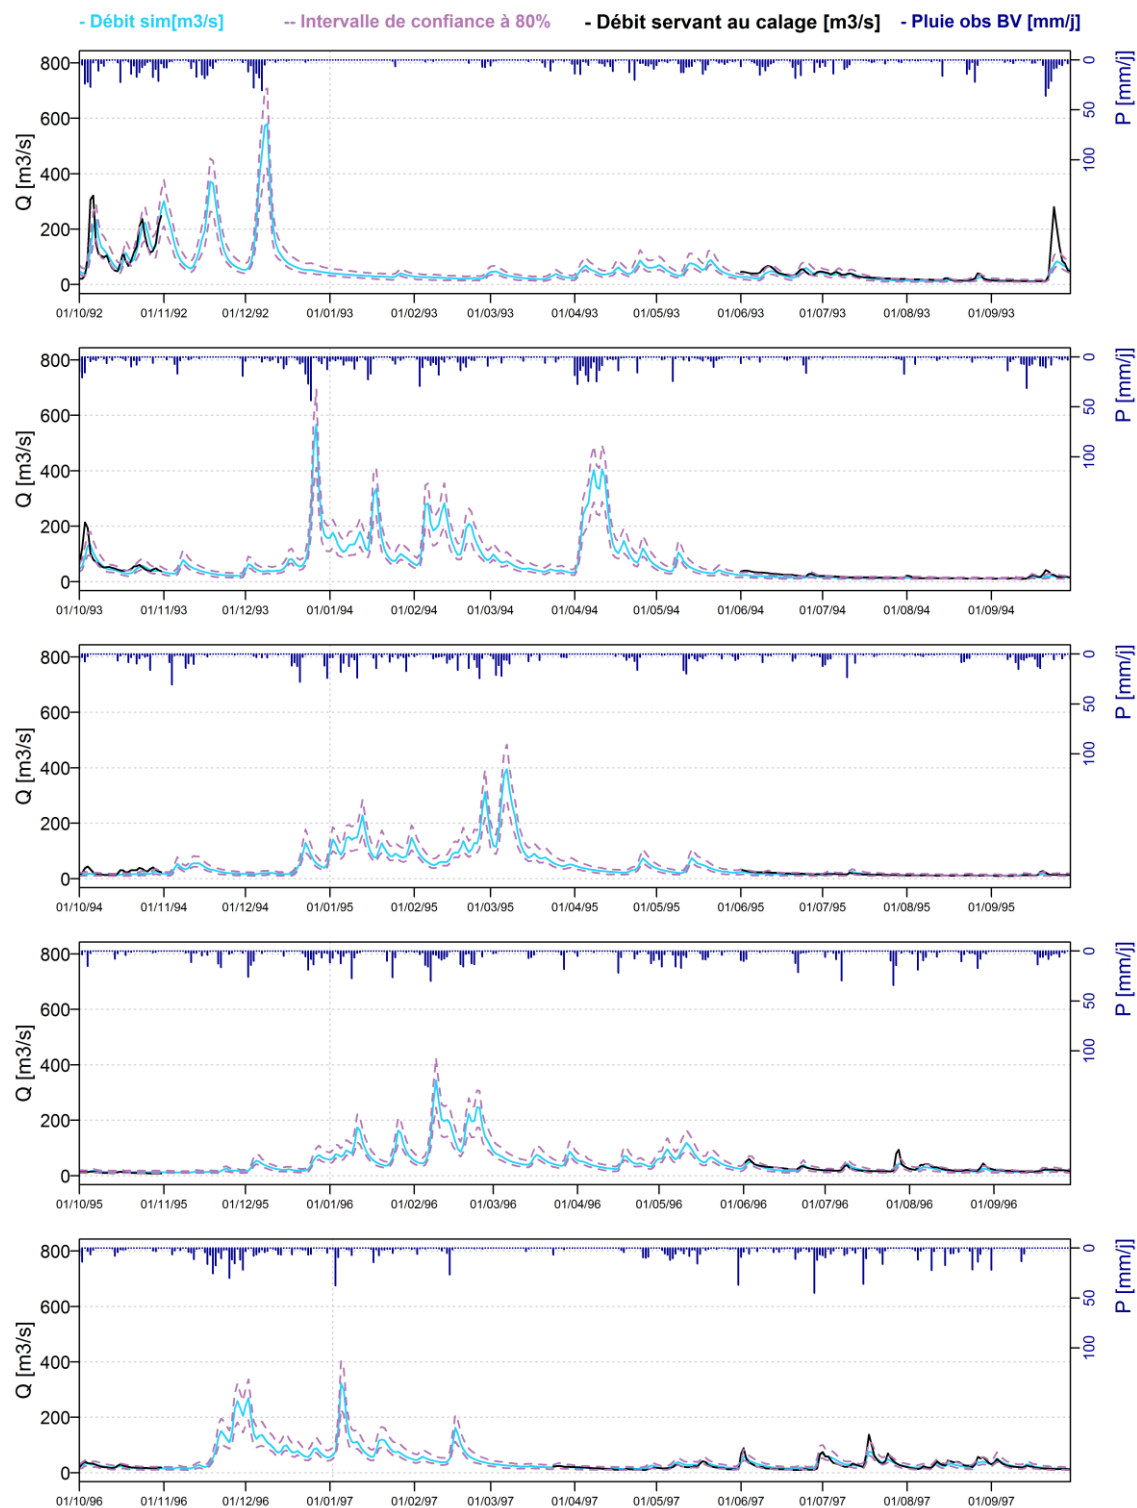 - Débit sim[m3/s] -- Intervalle de confiance à 80% - Débit servant au calage [m3/s] - Pluie obs BV [mm/j]
800
600
400
200
0
Q [m3/s]
0
50
100
P [mm/j]
01/10/92 01/11/92 01/12/92 01/01/93 01/02/93 01/03/93 01/04/93 01/05/93 01/06/93 01/07/93 01/08/93 01/09/93
800
600
400
200
0
Q [m3/s]
0
50
100
P [mm/j]
01/10/93 01/11/93 01/12/93 01/01/94 01/02/94 01/03/94 01/04/94 01/05/94 01/06/94 01/07/94 01/08/94 01/09/94
800
600
400
200
0
Q [m3/s]
0
50
100
P [mm/j]
01/10/94 01/11/94 01/12/94 01/01/95 01/02/95 01/03/95 01/04/95 01/05/95 01/06/95 01/07/95 01/08/95 01/09/95
800
600
400
200
0
Q [m3/s]
0
50
100
P [mm/j]
01/10/95 01/11/95 01/12/95 01/01/96 01/02/96 01/03/96 01/04/96 01/05/96 01/06/96 01/07/96 01/08/96 01/09/96
800
600
400
200
0
Q [m3/s]
0
50
100
P [mm/j]
01/10/96 01/11/96 01/12/96 01/01/97 01/02/97 01/03/97 01/04/97 01/05/97 01/06/97 01/07/97 01/08/97 01/09/97